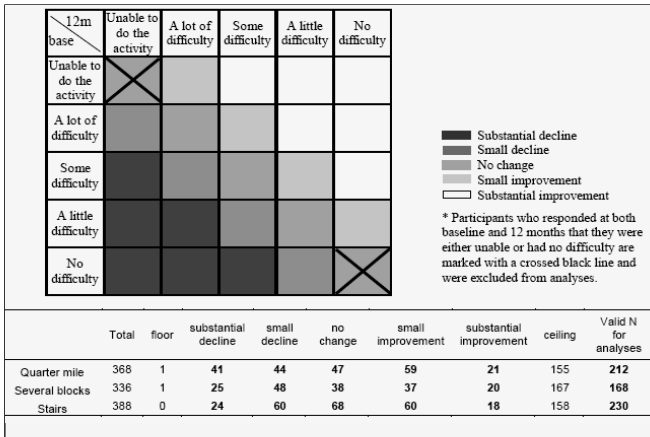 12m
base
Unable to
do the
activity
A lot of
difficulty
Some
difficulty
A little
difficulty
No
difficulty
Unable to
do the
activity
A lot of
difficulty
Some
difficulty
A little
difficulty
No
difficulty
Substantial decline
Small decline
No change
Small improvement
Substantial improvement
* Participants who responded at both
baseline and 12 months that they were
either unable or had no difficulty are
marked with a crossed black line and
were excluded from analyses.
Total floor substantial decline small decline no change small improvement substantial improvement ceiling Valid N for analyses
Quarter mile 368 1 41 44 47 59 21 155 212
Several blocks 336 1 25 48 38 37 20 167 168
Stairs 388 0 24 60 68 60 18 158 230